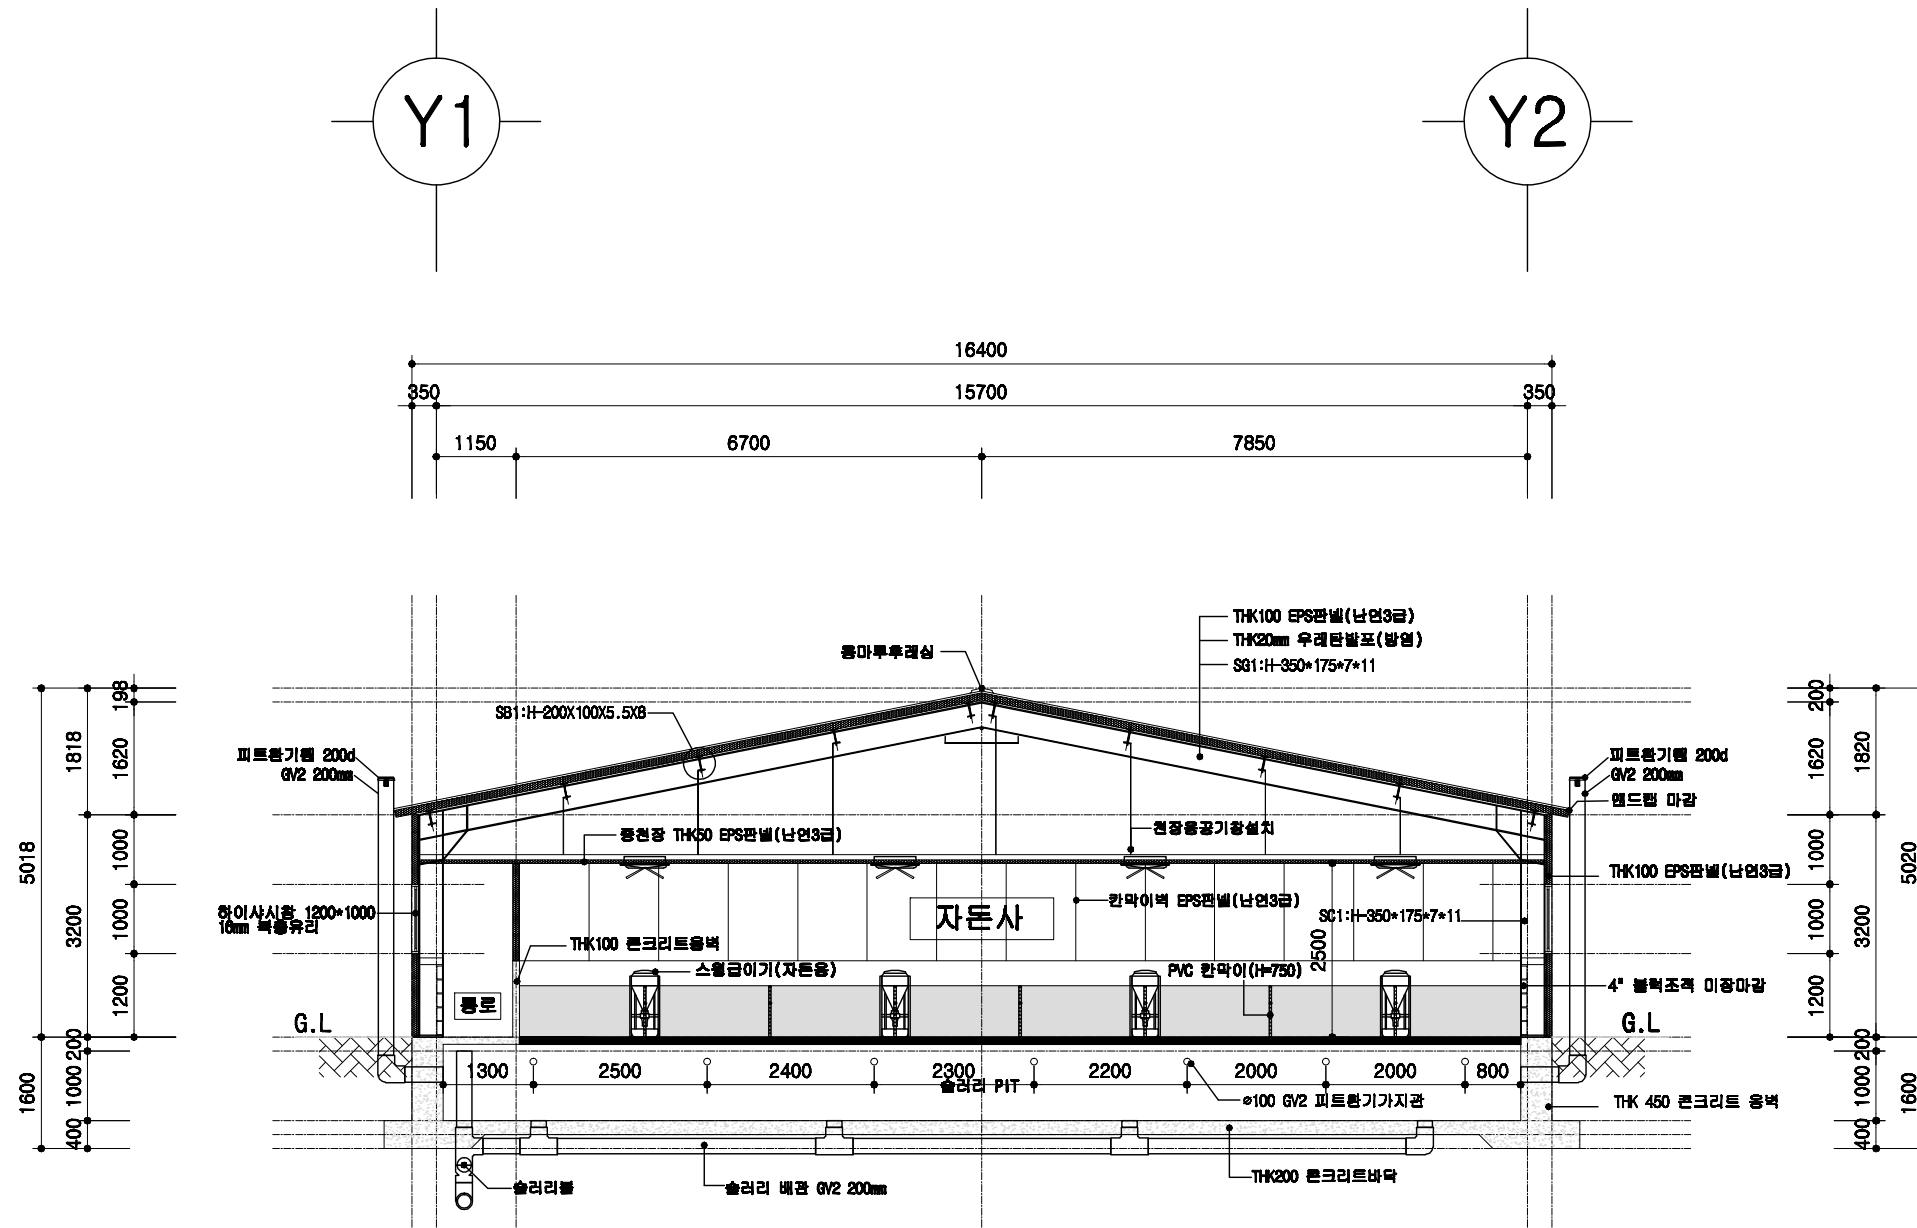 Y1
Y2
16400
350
15700
350
1150
6700
7850
THK100 EPS판넬(난연3급)
THK20mm 우레탄발포(방염)
SG1:H-350*175*7*11
용마루후레싱
SB1:H-200X100X5.5X8
피트환기휀 200d
GV2 200mm
피트환기휀 200d
GV2 200mm
엔드캡 마감
중천장 THK50 EPS판넬(난연3급)
천장용공기창설치
THK100 EPS판넬(난연3급)
칸막이벽 EPS판넬(난연3급)
하이샤시창 1200*1000
16mm 복층유리
자돈사
SC1:H-350*175*7*11
THK100 콘크리트옹벽
2500
스윙급이기(자돈용)
PVC 칸막이(H=750)
4" 블럭조적 미장마감
통로
G.L
G.L
1300
2500
2400
2300
2200
2000
2000
800
슬러리 PIT
⌀100 GV2 피트환기가지관
THK 450 콘크리트 옹벽
THK200 콘크리트바닥
슬러리볼
슬러리 배관 GV2 200mm
5018
1600
1818
3200
200
1000
400
198
1620
1000
1000
1200
200
1620
1000
1000
1200
1820
3200
200
1000
400
5020
1600